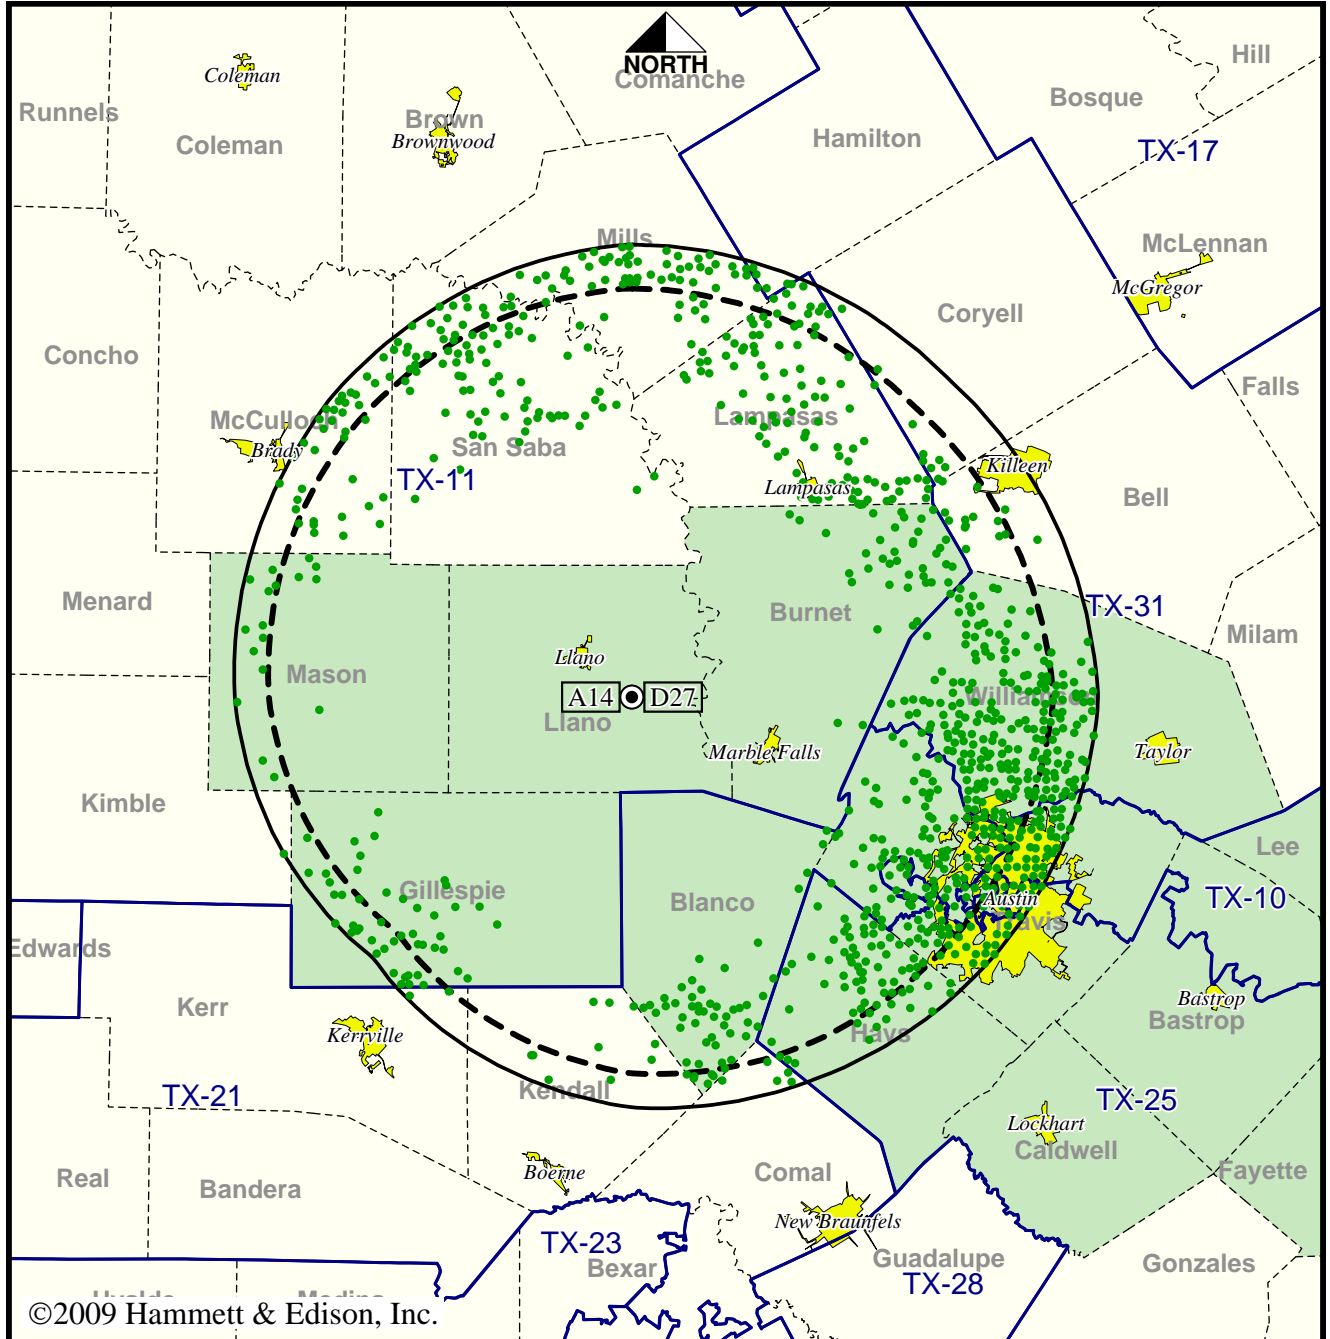 NORTH
Comanche
Hill
Coleman
Runnels
Brown
Bosque
Coleman
Brownwood
Hamilton
TX-17
Mills
McLennan
McGregor
Coryell
Concho
Falls
McCulloch
Lampasas
Brady
San Saba
Killeen
TX-11
Lampasas
Bell
Menard
Burnet
TX-31
Milam
Llano
Mason
A14
D27
Williamson
Llano
Marble Falls
Taylor
Kimble
Lee
Gillespie
Blanco
Austin
TX-10
Travis
Edwards
Kerr
Bastrop
Kerrville
Hays
Bastrop
TX-21
Kendall
TX-25
Lockhart
Caldwell
Real
Bandera
Boerne
Comal
Fayette
New Braunfels
TX-23
Bexar
Guadalupe
TX-28
Gonzales
Uvalde
Medina
©2009 Hammett & Edison, Inc.